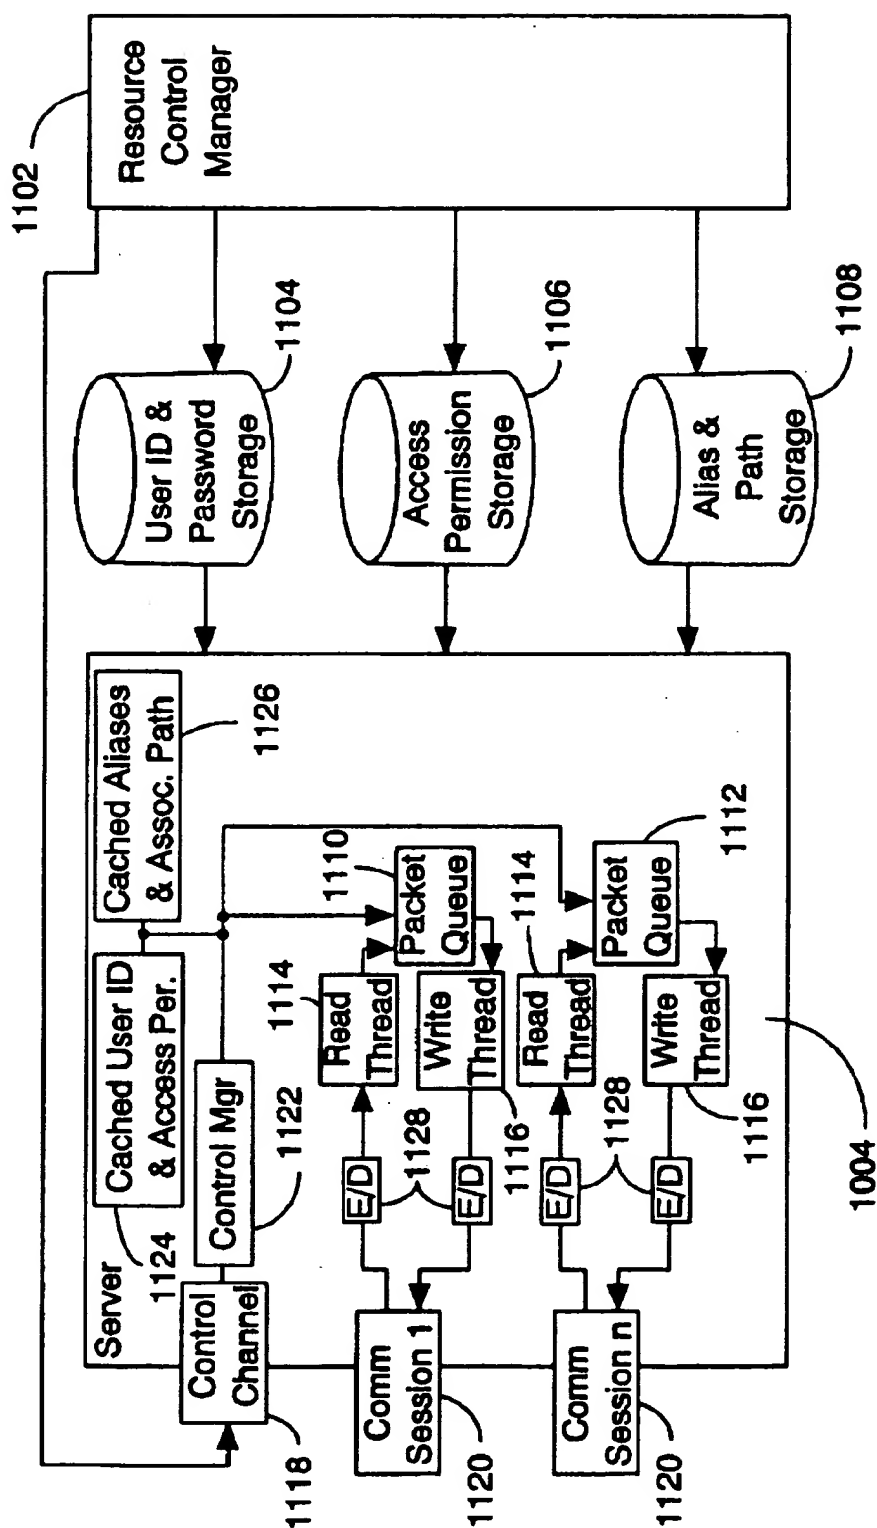 1102
Resource
Control
Manager
User ID &
Password
Storage
1104
Access
Permission
Storage
1106
Alias &
Path
Storage
1108
Server
Cached User ID
& Access Per.
1124
Cached Aliases
& Assoc. Path
1126
Control
Channel
1118
Control Mgr
1122
Comm
Session 1
1120
E/D
E/D
1128
Read
Thread
1114
Packet
Queue
1110
Write
Thread
1116
Comm
Session n
1120
E/D
E/D
1128
Read
Thread
1114
Packet
Queue
1112
Write
Thread
1116
1004